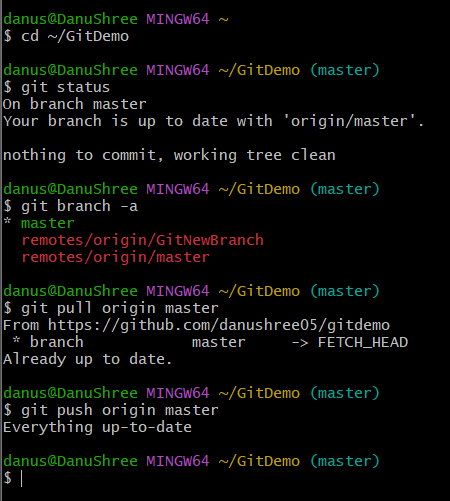 danus@DanuShree MINGW64 ~
$ cd ~/GitDemo
danus@DanuShree MINGW64 ~/GitDemo (master)
$ git status
On branch master
Your branch is up to date with 'origin/master'.
nothing to commit, working tree clean
danus@DanuShree MINGW64 ~/GitDemo (master)
$ git branch -a
* master
  remotes/origin/GitNewBranch
  remotes/origin/master
danus@DanuShree MINGW64 ~/GitDemo (master)
$ git pull origin master
From https://github.com/danushree05/gitdemo
 * branch            master     -> FETCH_HEAD
Already up to date.
danus@DanuShree MINGW64 ~/GitDemo (master)
$ git push origin master
Everything up-to-date
danus@DanuShree MINGW64 ~/GitDemo (master)
$